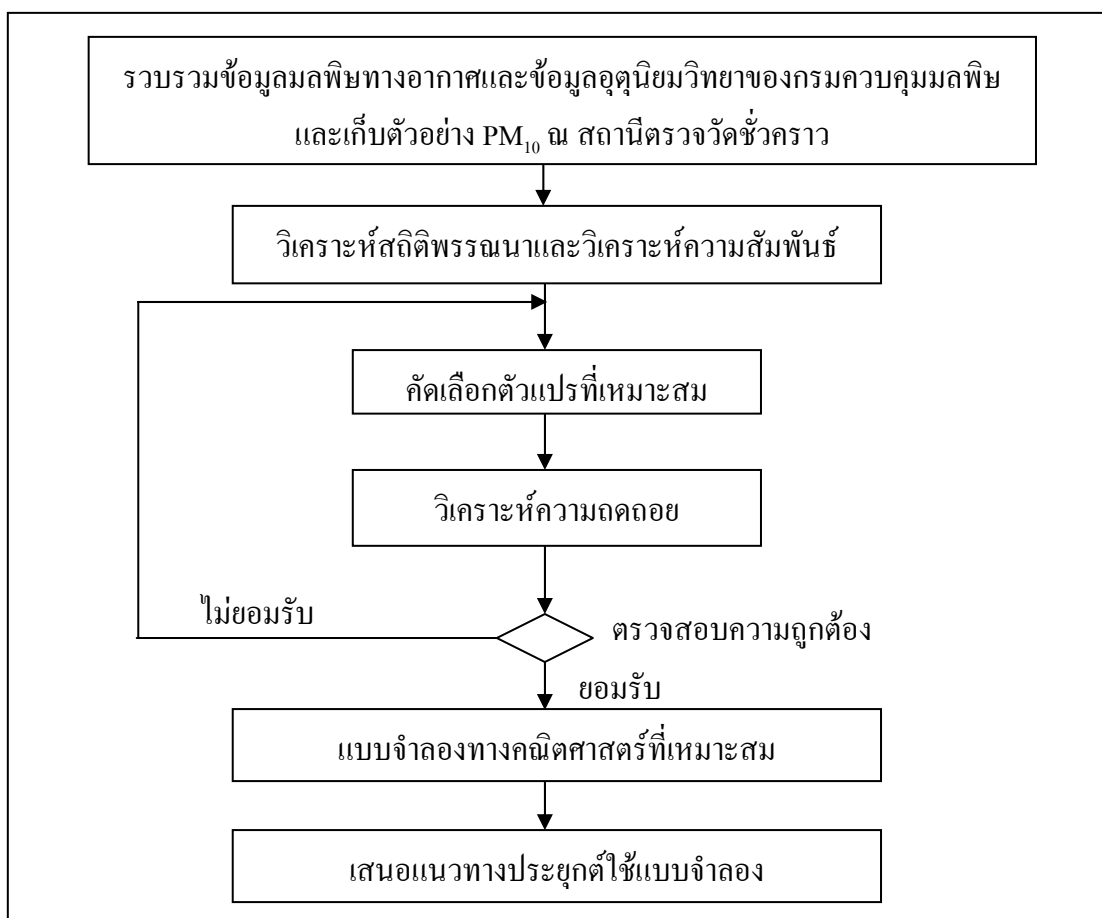 รวบรวมข้อมูลมลพิษทางอากาศและข้อมูลอุตุนิยมวิทยาของกรมควบคุมมลพิษ
และเก็บตัวอย่าง PM₁₀ ณ สถานีตรวจวัดชั่วคราว
วิเคราะห์สถิติพรรณนาและวิเคราะห์ความสัมพันธ์
คัดเลือกตัวแปรที่เหมาะสม
วิเคราะห์ความถดถอย
ไม่ยอมรับ
ตรวจสอบความถูกต้อง
ยอมรับ
แบบจำลองทางคณิตศาสตร์ที่เหมาะสม
เสนอแนวทางประยุกต์ใช้แบบจำลอง